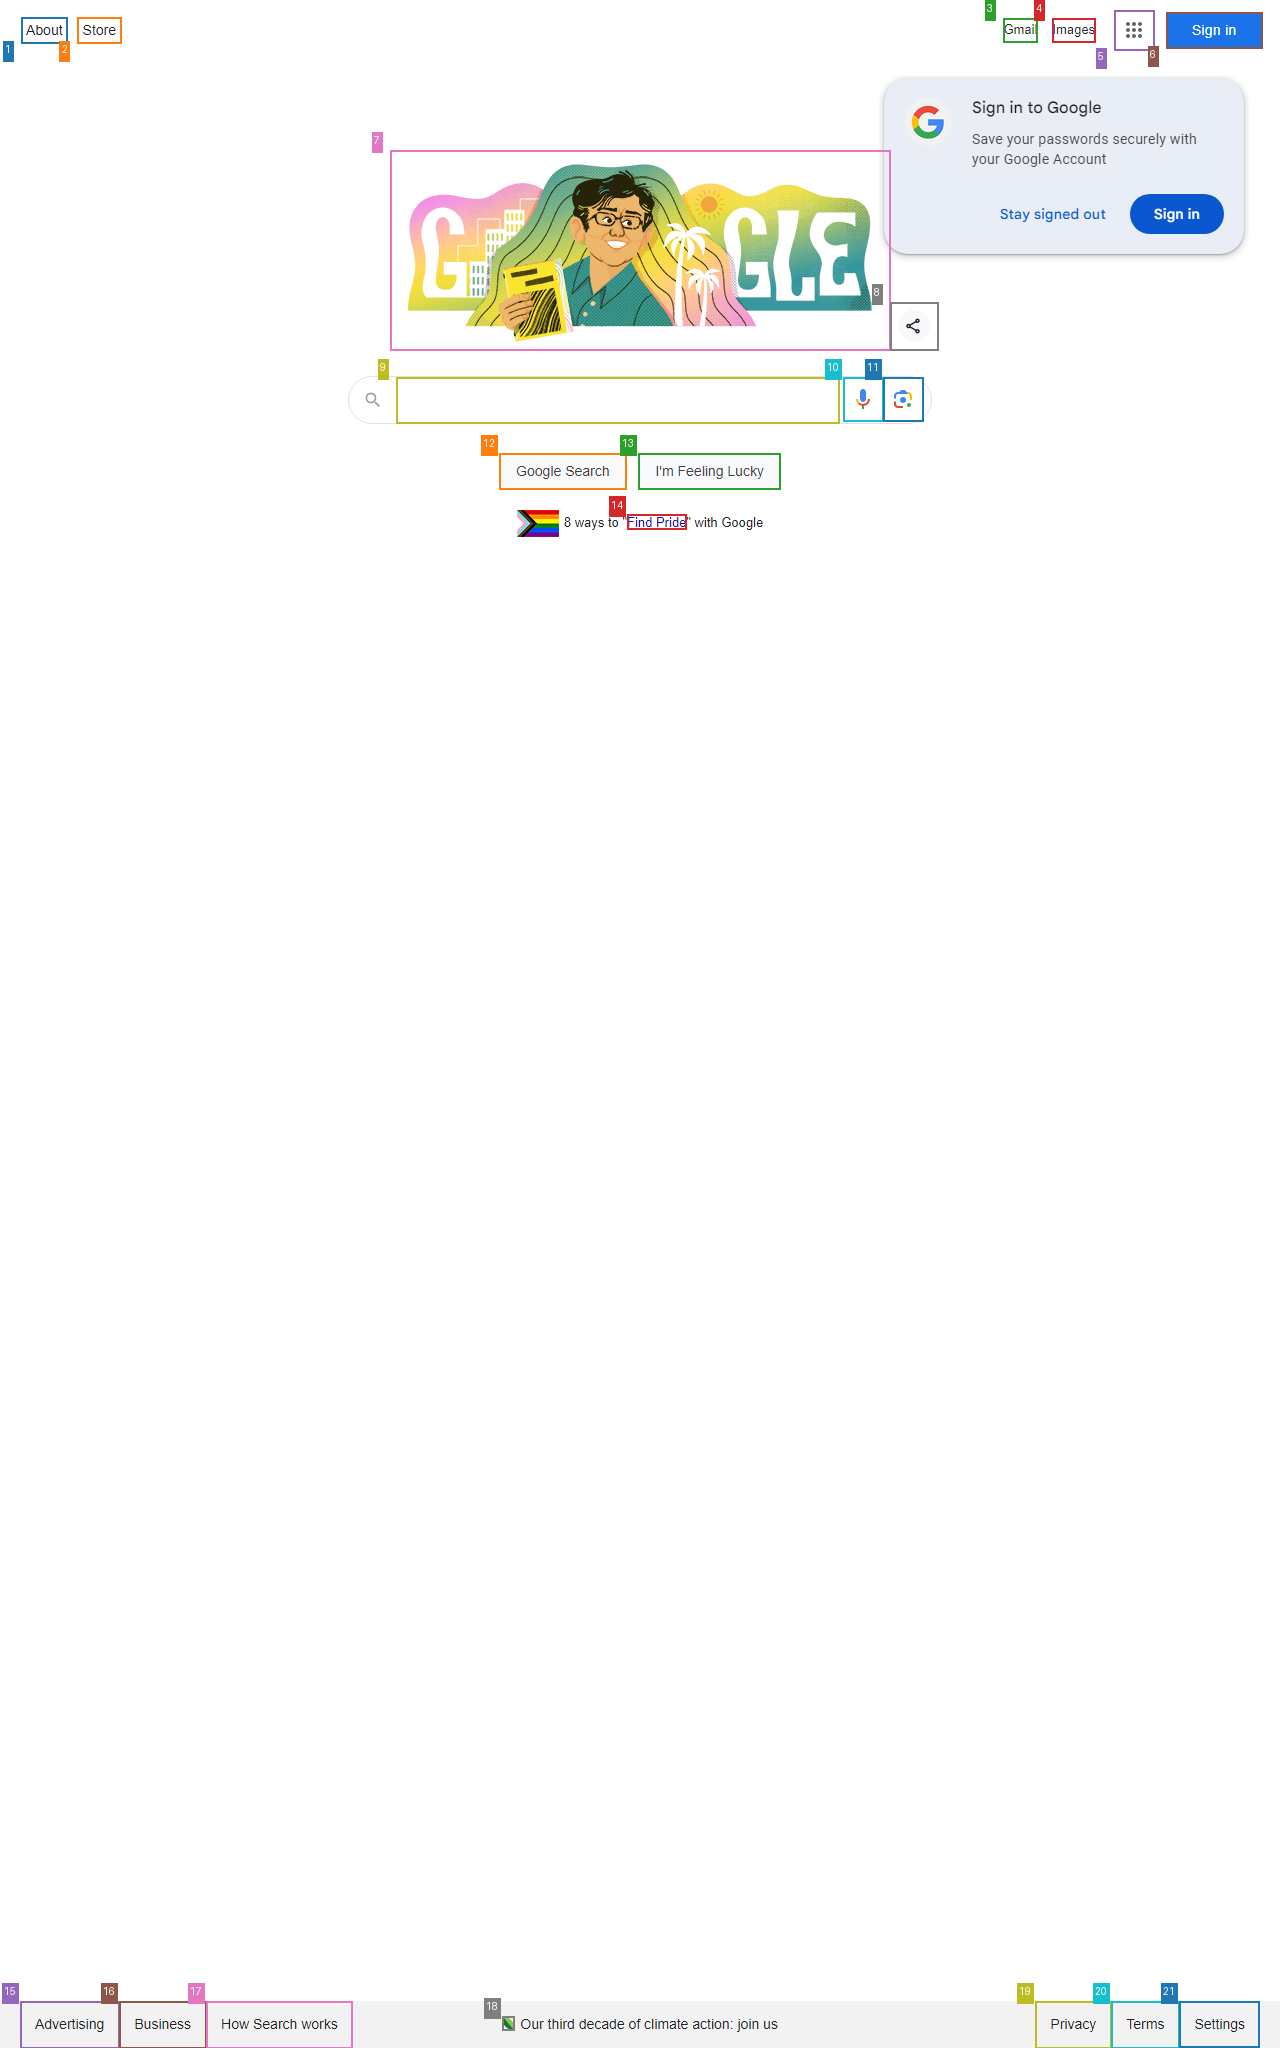 About
Store
Gmail
Images
Sign in
1
2
3
4
5
6
Sign in to Google
Save your passwords securely with
your Google Account
Stay signed out
Sign in
7
G GLE
8
9
10
11
12
13
Google Search
I'm Feeling Lucky
14
8 ways to "Find Pride" with Google
15
16
17
18
19
20
21
Advertising
Business
How Search works
Our third decade of climate action: join us
Privacy
Terms
Settings